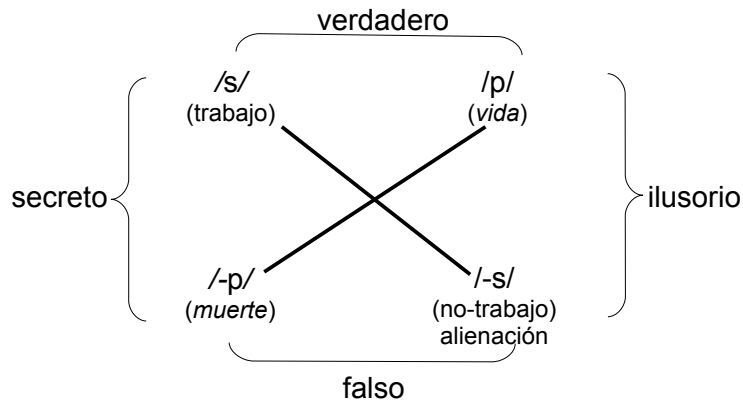 verdadero
/s/
(trabajo)
/p/
(vida)
secreto
ilusorio
/-p/
(muerte)
/-s/
(no-trabajo)
alienación
falso